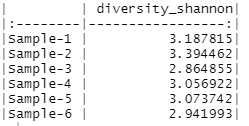 |         | diversity_shannon|
|:--------|-----------------:|
|Sample-1 |          3.187815|
|Sample-2 |          3.394462|
|Sample-3 |          2.864855|
|Sample-4 |          3.056922|
|Sample-5 |          3.073742|
|Sample-6 |          2.941993|